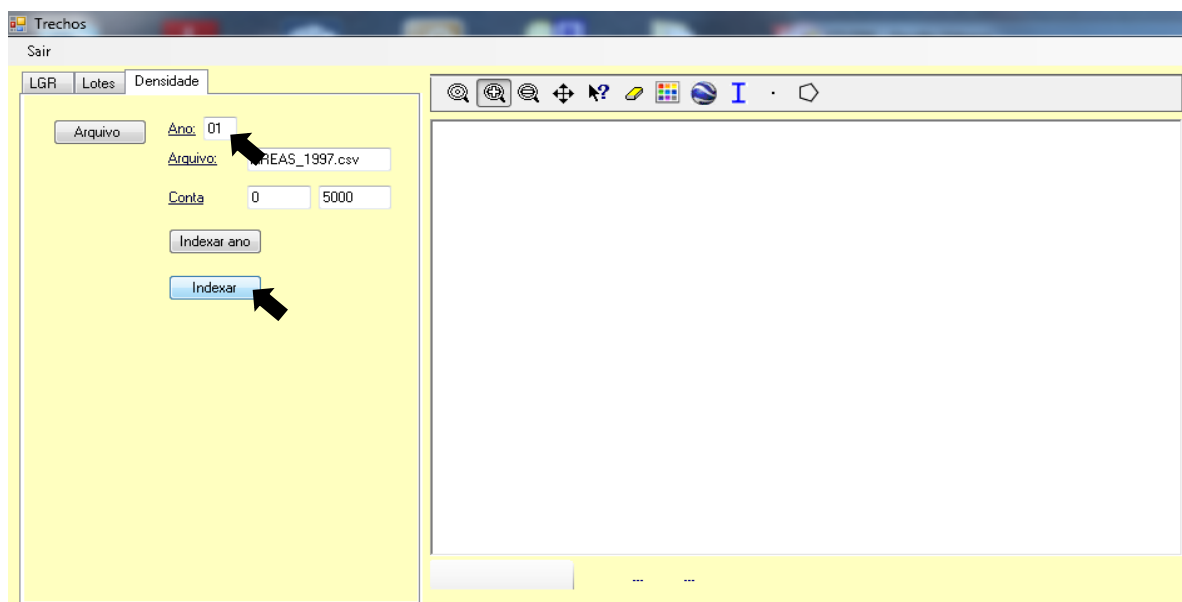 Trechos
Sair
LGR Lotes Densidade
Arquivo Ano: 01
Arquivo: REAS_1997.csv
Conta 0 5000
Indexar ano
Indexar
... ...